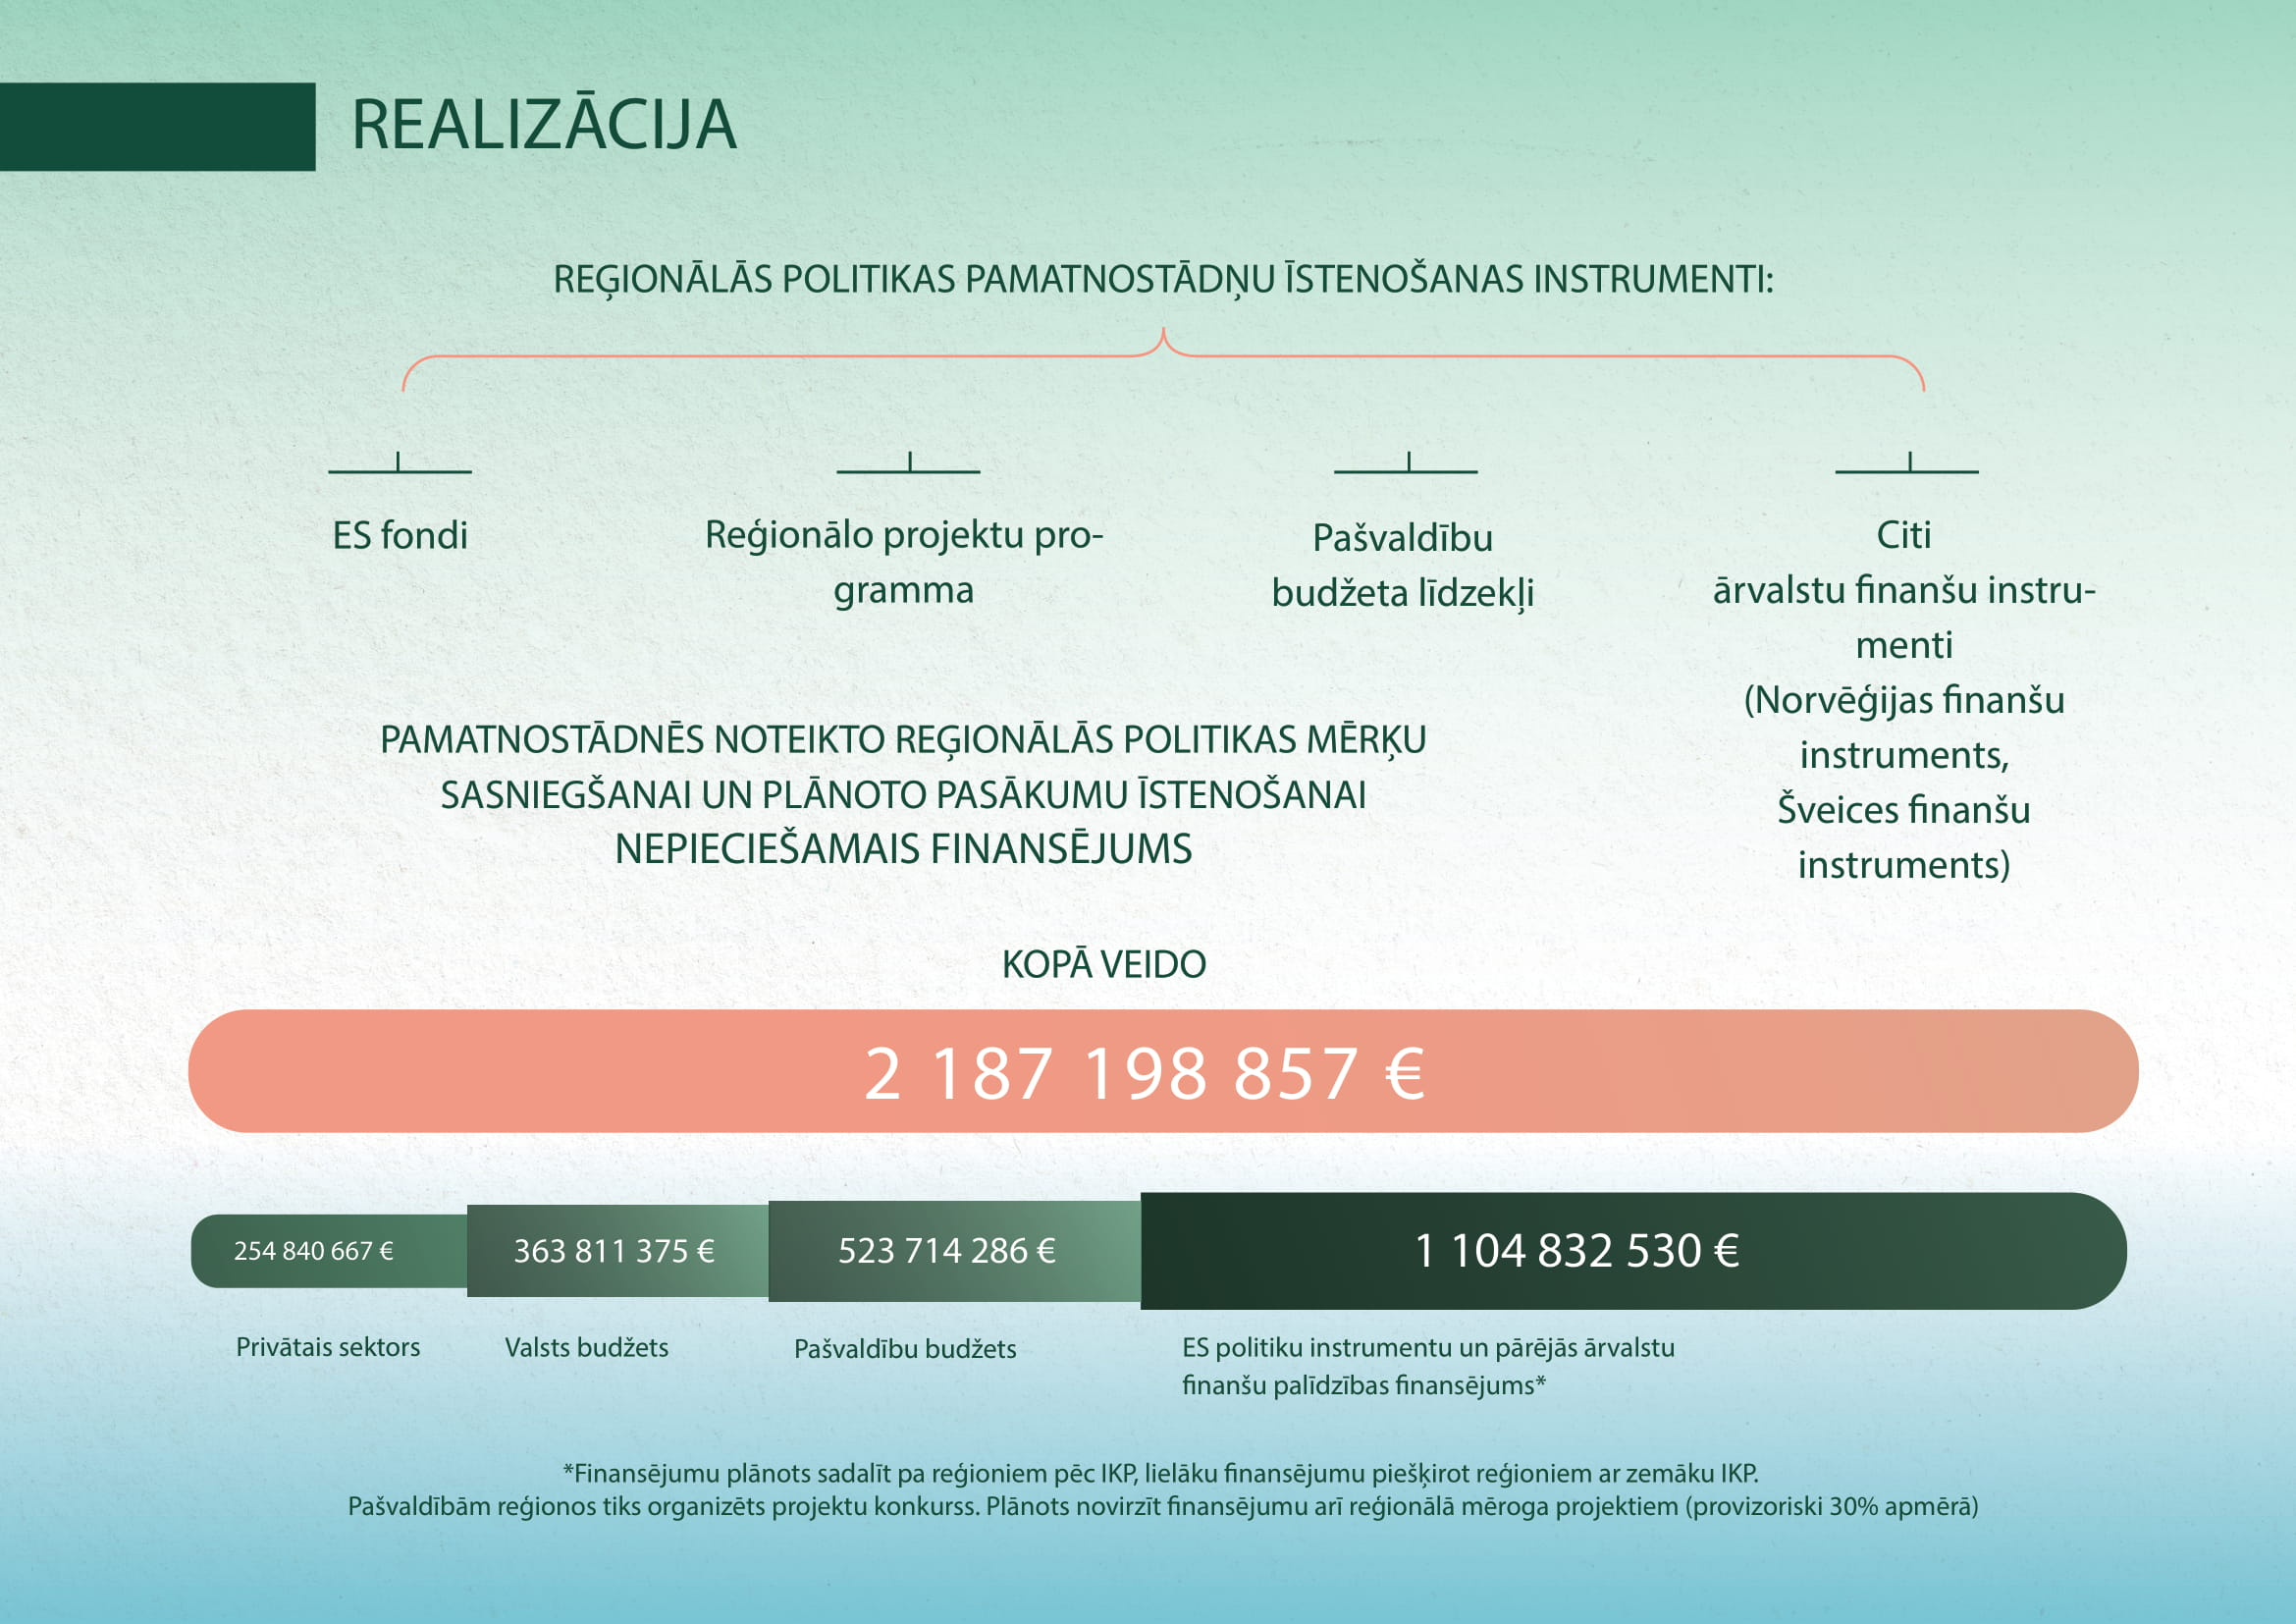 REALIZĀCIJA
REĢIONĀLĀS POLITIKAS PAMATNOSTĀDŅU ĪSTENOŠANAS INSTRUMENTI:
ES fondi
Reģionālo projektu pro-
gramma
Pašvaldību
budžeta līdzekļi
Citi
ārvalstu finanšu instru-
menti
(Norvēģijas finanšu
instruments,
Šveices finanšu
instruments)
PAMATNOSTĀDNĒS NOTEIKTO REĢIONĀLĀS POLITIKAS MĒRĶU
SASNIEGŠANAI UN PLĀNOTO PASĀKUMU ĪSTENOŠANAI
NEPIECIEŠAMAIS FINANSĒJUMS
KOPĀ VEIDO
2 187 198 857 €
254 840 667 €
363 811 375 €
523 714 286 €
1 104 832 530 €
Privātais sektors
Valsts budžets
Pašvaldību budžets
ES politiku instrumentu un pārējās ārvalstu
finanšu palīdzības finansējums*
*Finansējumu plānots sadalīt pa reģioniem pēc IKP, lielāku finansējumu piešķirot reģioniem ar zemāku IKP.
Pašvaldībām reģionos tiks organizēts projektu konkurss. Plānots novirzīt finansējumu arī reģionālā mēroga projektiem (provizoriski 30% apmērā)